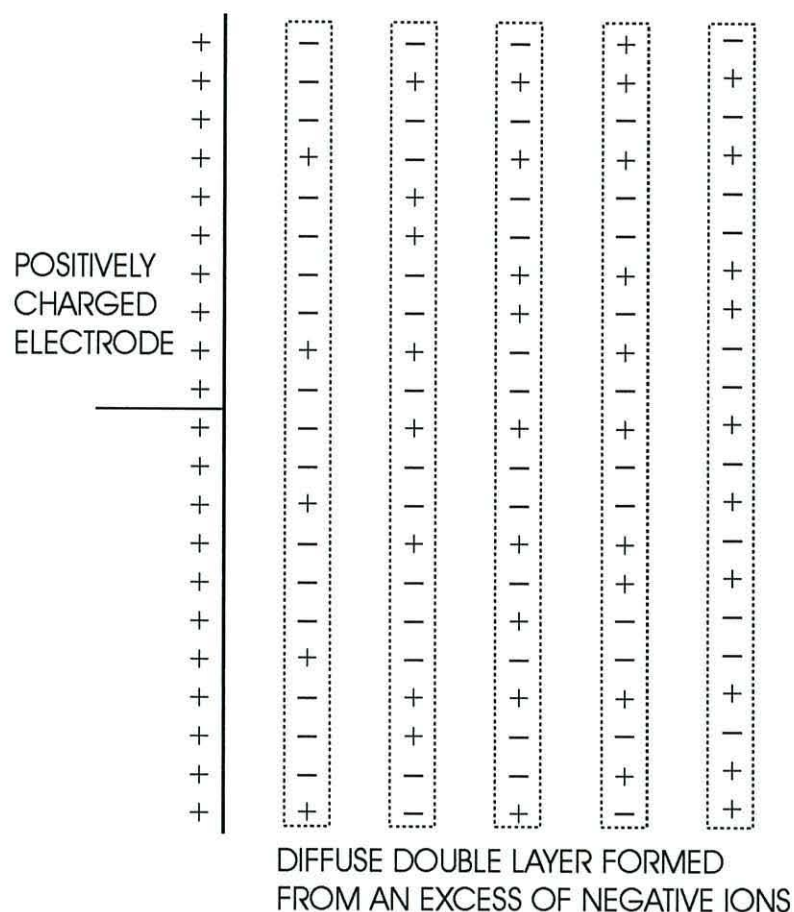 POSITIVELY
CHARGED
ELECTRODE
DIFFUSE DOUBLE LAYER FORMED
FROM AN EXCESS OF NEGATIVE IONS